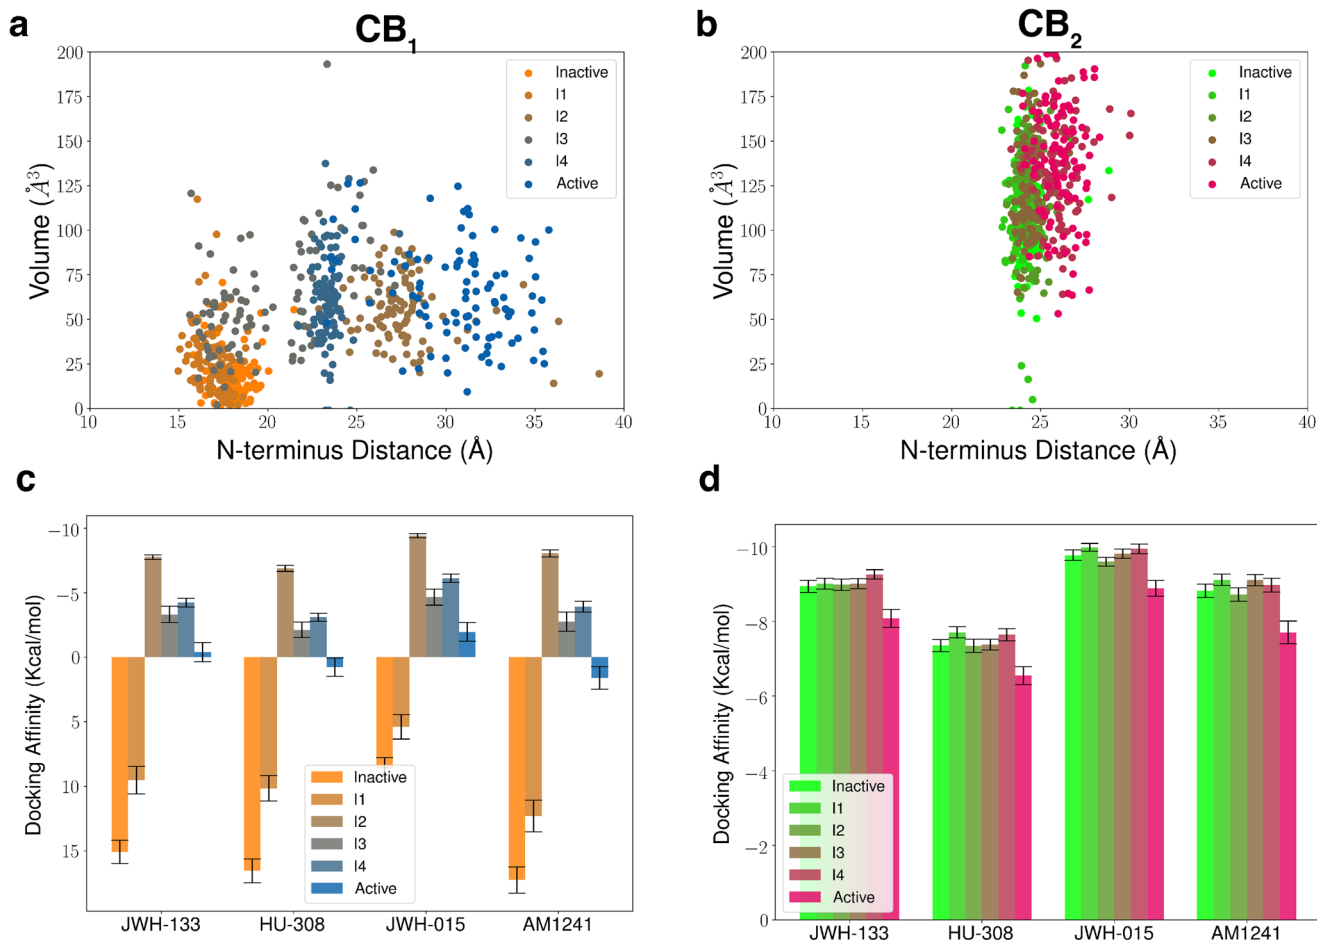 a
CB1
200
175
150
125
100
75
50
25
0
10
15
20
25
30
35
40
Volume (Å3)
N-terminus Distance (Å)
Inactive
I1
I2
I3
I4
Active
b
CB2
200
175
150
125
100
75
50
25
0
10
15
20
25
30
35
40
Volume (Å3)
N-terminus Distance (Å)
Inactive
I1
I2
I3
I4
Active
c
−10
−5
0
5
10
15
Docking Affinity (Kcal/mol)
Inactive
I1
I2
I3
I4
Active
JWH-133
HU-308
JWH-015
AM1241
d
−10
−8
−6
−4
−2
0
Docking Affinity (Kcal/mol)
Inactive
I1
I2
I3
I4
Active
JWH-133
HU-308
JWH-015
AM1241